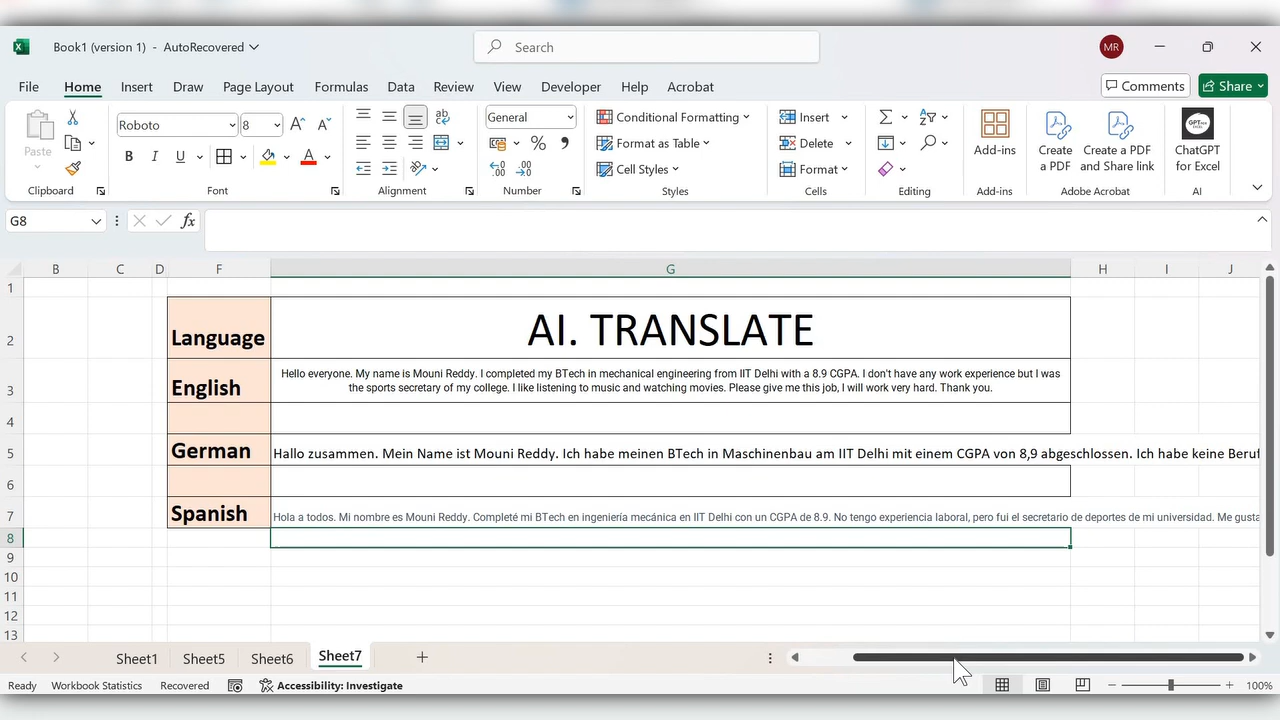 Book1 (version 1) - AutoRecovered
Search
MR
File Home Insert Draw Page Layout Formulas Data Review View Developer Help Acrobat
Comments Share
Paste
Clipboard
Roboto 8
B I U
Font
Alignment
General
Number
Conditional Formatting
Format as Table
Cell Styles
Styles
Insert
Delete
Format
Cells
Editing
Add-ins
Add-ins
Create a PDF
Create a PDF and Share link
Adobe Acrobat
ChatGPT for Excel
AI
G8
fx
B C D F G H I J
1
2 Language AI. TRANSLATE
3 English Hello everyone. My name is Mouni Reddy. I completed my BTech in mechanical engineering from IIT Delhi with a 8.9 CGPA. I don't have any work experience but I was
the sports secretary of my college. I like listening to music and watching movies. Please give me this job, I will work very hard. Thank you.
4
5 German Hallo zusammen. Mein Name ist Mouni Reddy. Ich habe meinen BTech in Maschinenbau am IIT Delhi mit einem CGPA von 8,9 abgeschlossen. Ich habe keine Beruf
6
7 Spanish Hola a todos. Mi nombre es Mouni Reddy. Completé mi BTech en ingeniería mecánica en IIT Delhi con un CGPA de 8.9. No tengo experiencia laboral, pero fui el secretario de deportes de mi universidad. Me gusta
8
9
10
11
12
13
Sheet1 Sheet5 Sheet6 Sheet7
Ready Workbook Statistics Recovered Accessibility: Investigate 100%